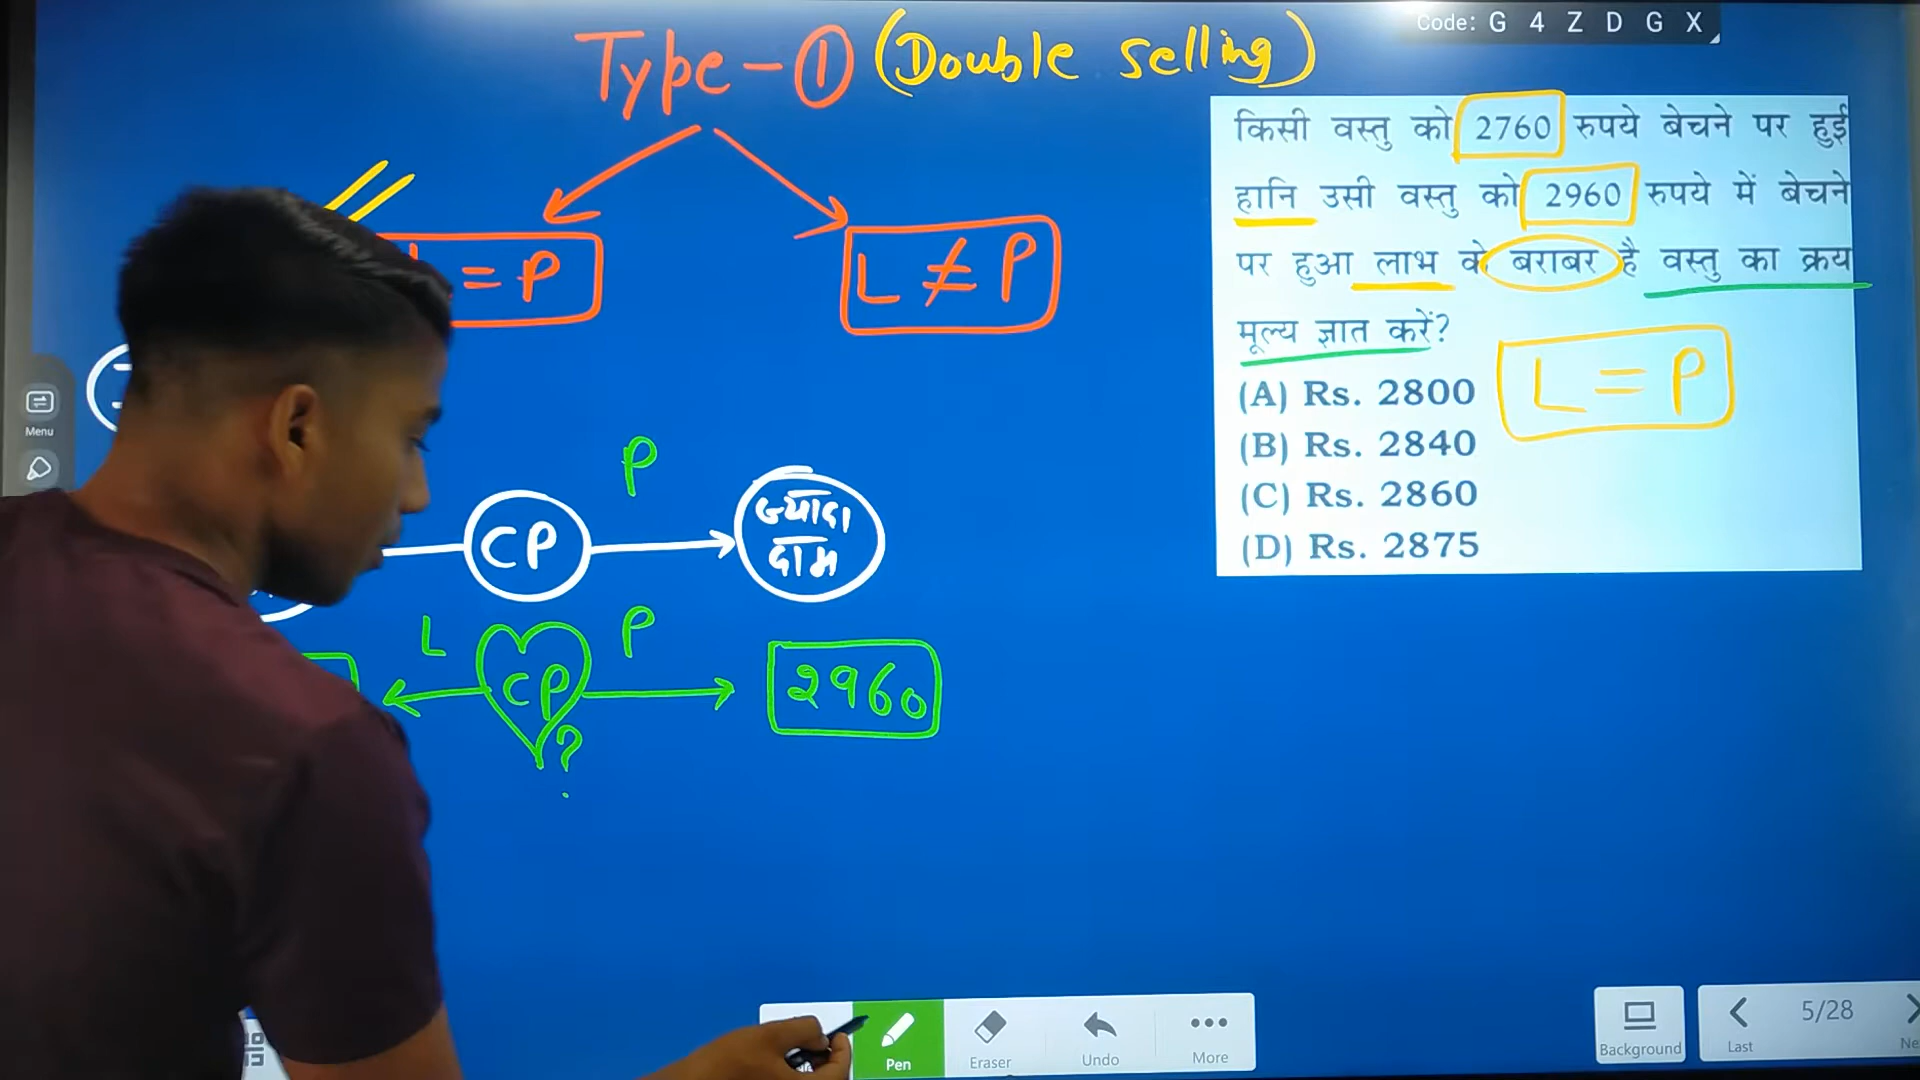 Code: G 4 Z D G X
Type-① (Double selling)
किसी वस्तु को 2760 रुपये बेचने पर हुई
हानि उसी वस्तु को 2960 रुपये में बेचने
पर हुआ लाभ के बराबर है वस्तु का क्रय
मूल्य ज्ञात करें?
(A) Rs. 2800
(B) Rs. 2840
(C) Rs. 2860
(D) Rs. 2875
L = P
= P
L ≠ P
Menu
P
CP
ज्यादा
दाम
L
CP
?
P
2960
Pen
Eraser
Undo
More
Background
Last
5/28